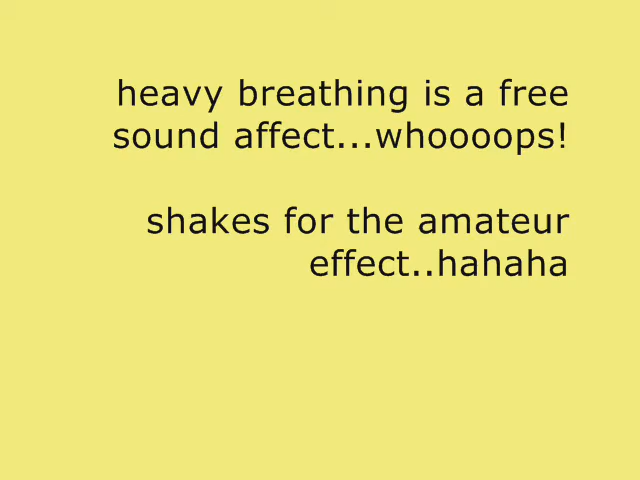 heavy breathing is a free
sound affect...whoooops!
shakes for the amateur
effect..hahaha